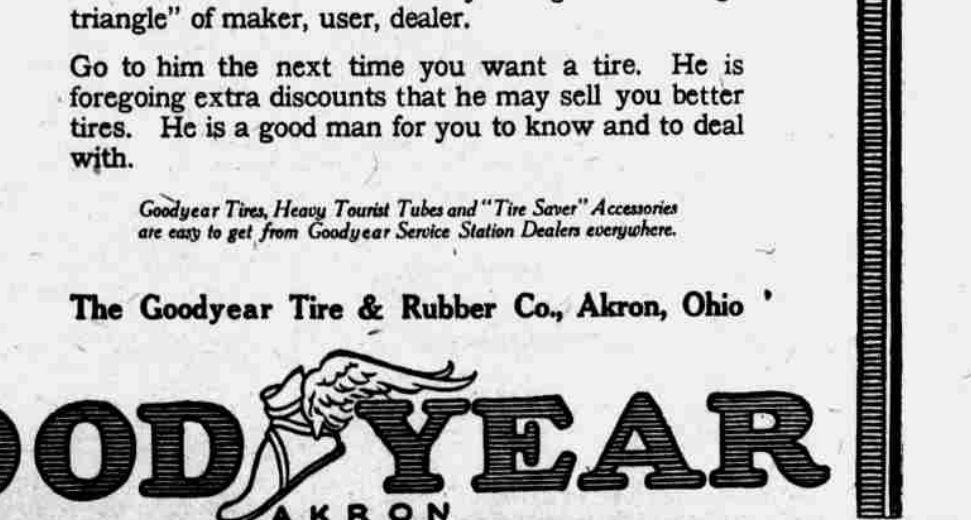 triangle” of maker, user, dealer.
Go to him the next time you want a tire. He is
foregoing extra discounts that he may sell you better
tires. He is a good man for you to know and to deal
with.
Goodyear Tires, Heavy Tourist Tubes and “Tire Saver” Accessories
are easy to get from Goodyear Service Station Dealers everywhere.
The Goodyear Tire & Rubber Co., Akron, Ohio
OOD YEAR
AKRON